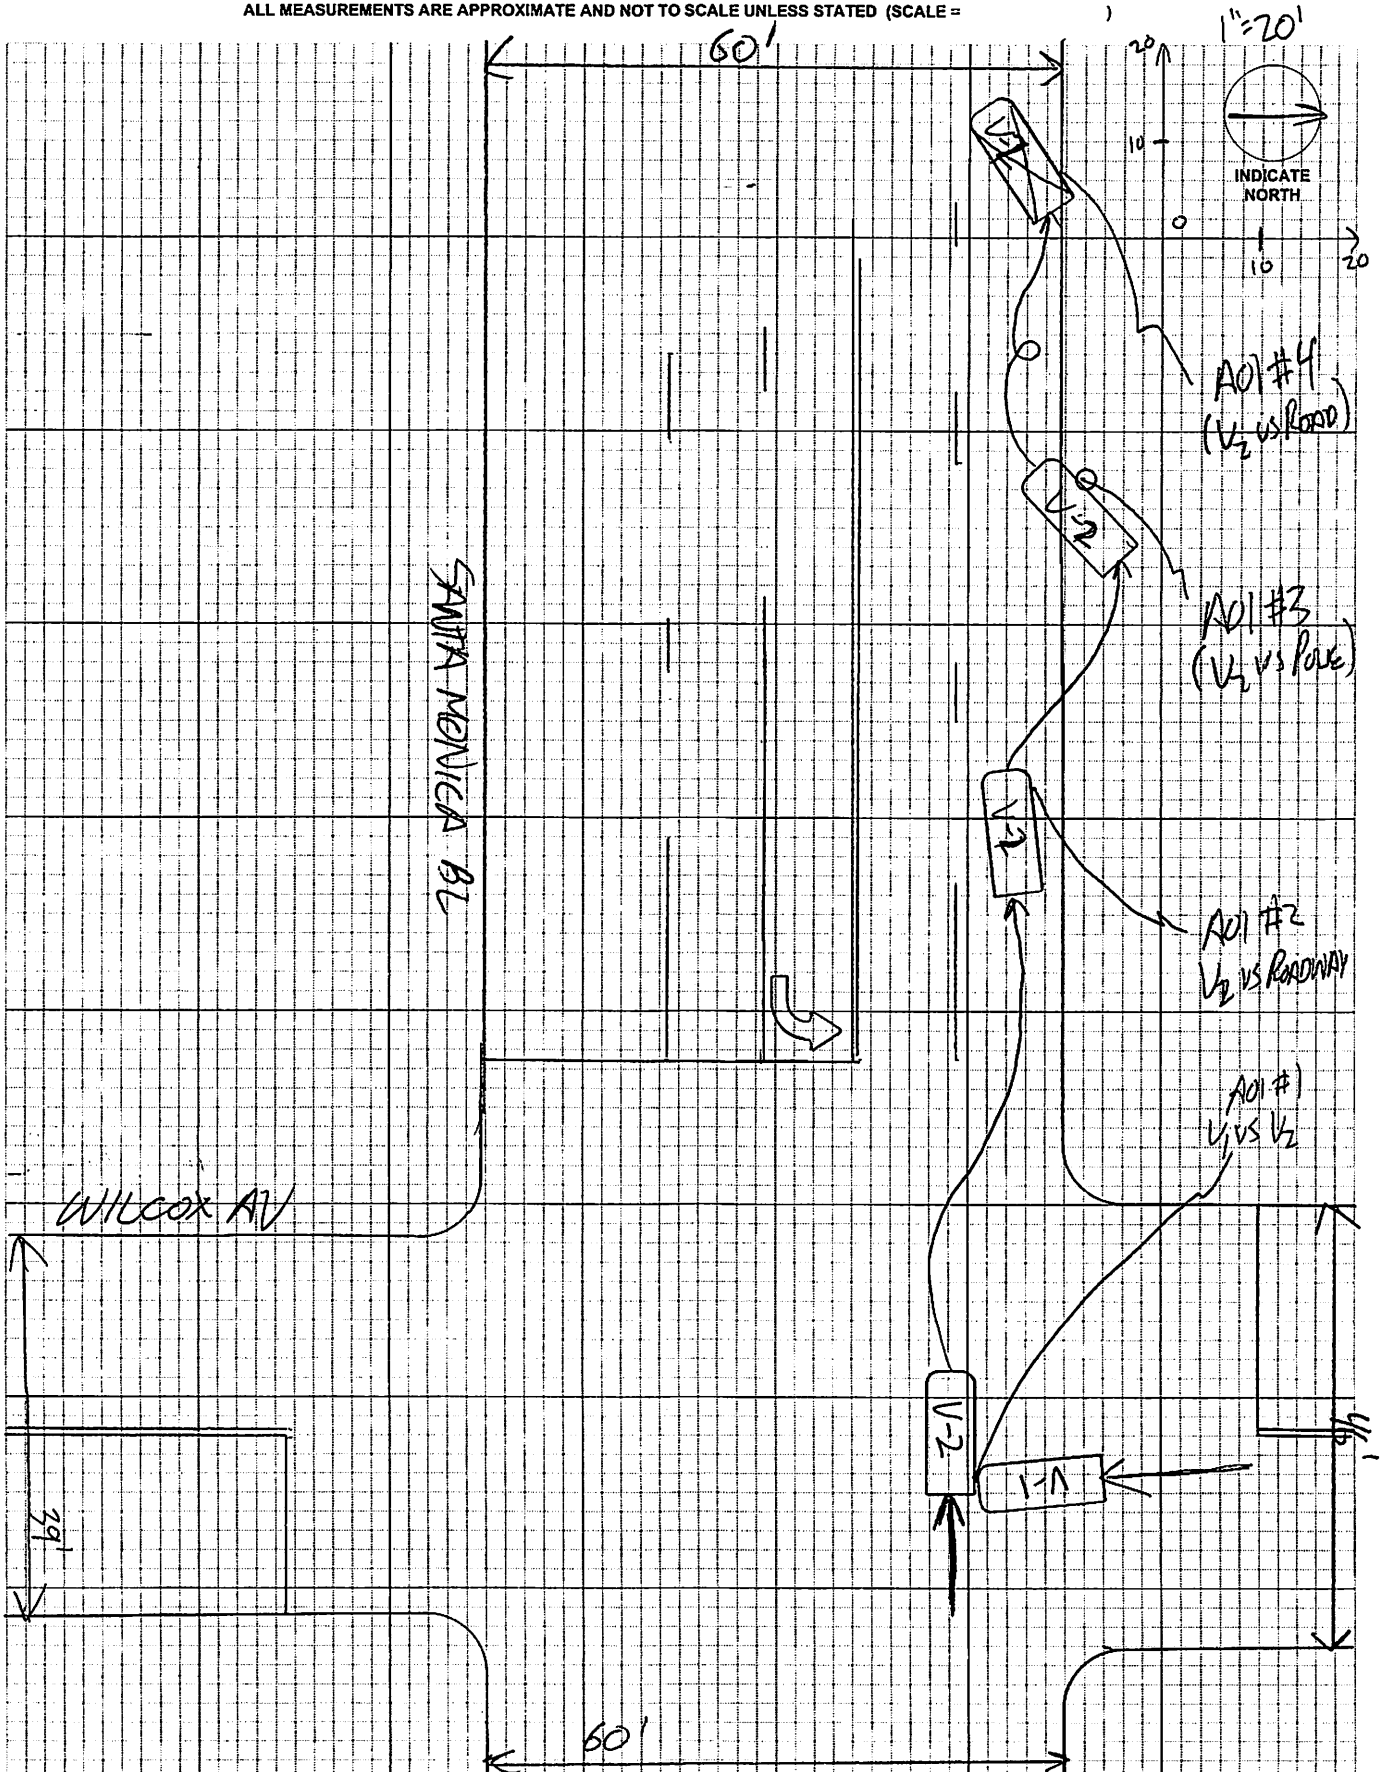 ALL MEASUREMENTS ARE APPROXIMATE AND NOT TO SCALE UNLESS STATED (SCALE = )
1"=20'
60'
20
10
0
10
20
INDICATE
NORTH
V-2
AOI #4
(V2 VS ROAD)
V-2
AOI #3
(V2 VS POLE)
SANTA MONICA BL
V-2
AOI #2
V2 VS ROADWAY
AOI #1
V1 VS V2
WILCOX AV
V-2
V-1
39'
60'